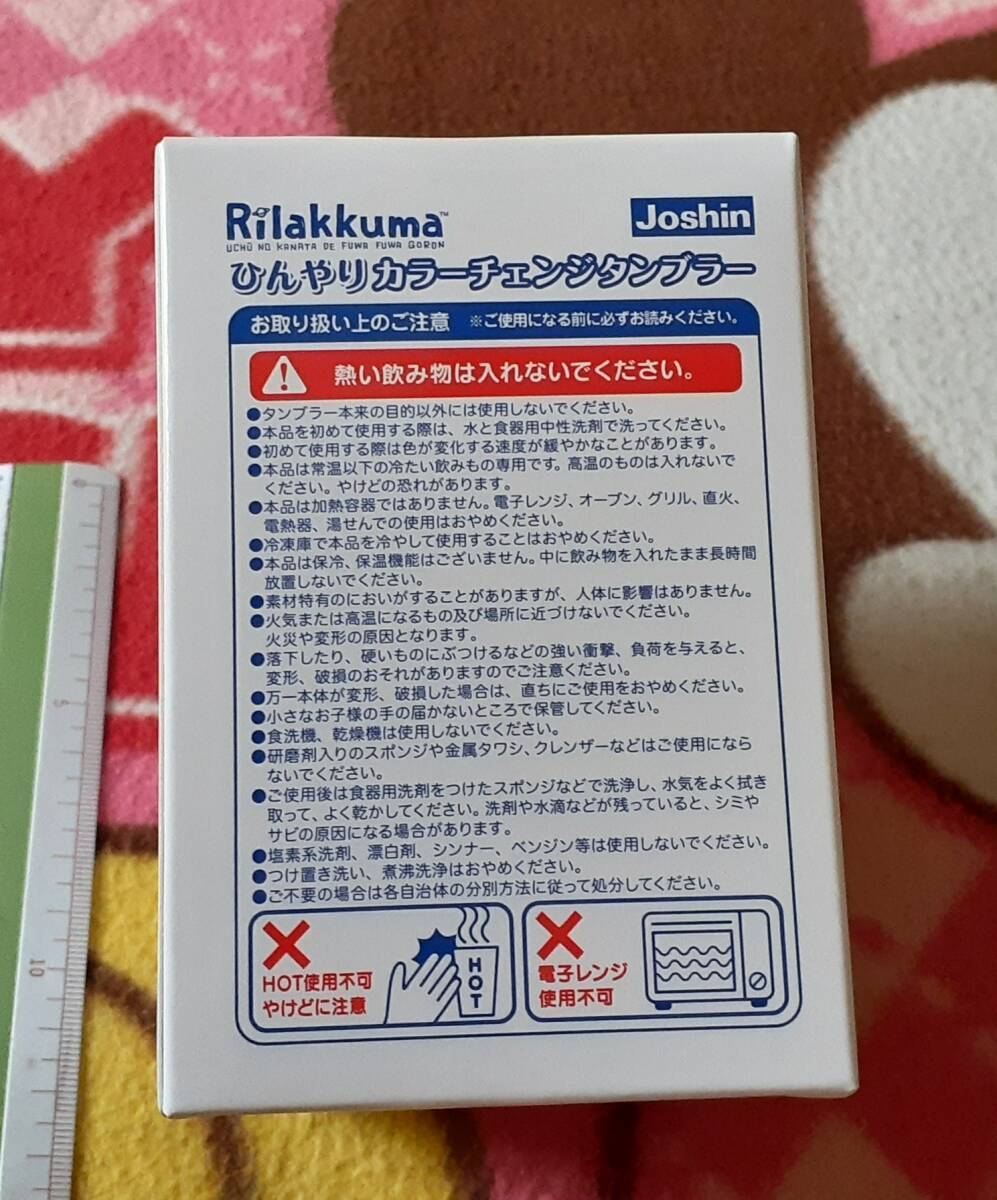 Rilakkuma™
UCHŪ NO KANATA DE FUWA FUWA GORON
Joshin
ひんやりカラーチェンジタンブラー
お取り扱い上のご注意 ※ご使用になる前に必ずお読みください。
熱い飲み物は入れないでください。
●タンブラー本来の目的以外には使用しないでください。
●本品を初めて使用する際は、水と食器用中性洗剤で洗ってください。
●初めて使用する際は色が変化する速度が緩やかなことがあります。
●本品は常温以下の冷たい飲みもの専用です。高温のものは入れないで
ください。やけどの恐れがあります。
●本品は加熱容器ではありません。電子レンジ、オーブン、グリル、直火、
電熱器、湯せんでの使用はおやめください。
●冷凍庫で本品を冷やして使用することはおやめください。
●本品は保冷、保温機能はございません。中に飲み物を入れたまま長時間
放置しないでください。
●素材特有のにおいがすることがありますが、人体に影響はありません。
●火気または高温になるもの及び場所に近づけないでください。
火災や変形の原因となります。
●落下したり、硬いものにぶつけるなどの強い衝撃、負荷を与えると、
変形、破損のおそれがありますのでご注意ください。
●万一本体が変形、破損した場合は、直ちにご使用をおやめください。
●小さなお子様の手の届かないところで保管してください。
●食洗機、乾燥機は使用しないでください。
●研磨剤入りのスポンジや金属タワシ、クレンザーなどはご使用になら
ないでください。
●ご使用後は食器用洗剤をつけたスポンジなどで洗浄し、水気をよく拭き
取って、よく乾かしてください。洗剤や水滴などが残っていると、シミや
サビの原因になる場合があります。
●塩素系洗剤、漂白剤、シンナー、ベンジン等は使用しないでください。
●つけ置き洗い、煮沸洗浄はおやめください。
●ご不要の場合は各自治体の分別方法に従って処分してください。
HOT使用不可
やけどに注意
HOT
電子レンジ
使用不可
0
5
10